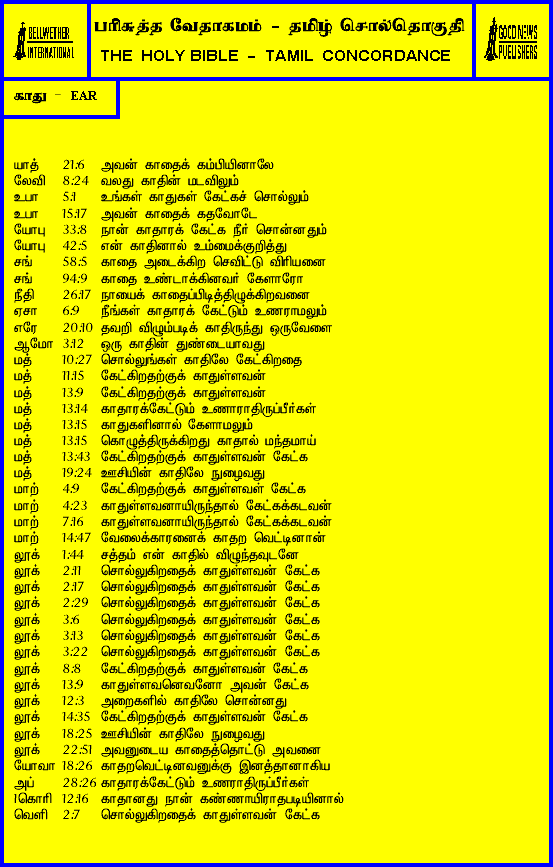 BELLWETHER
INTERNATIONAL
பரிசுத்த வேதாகமம் - தமிழ் சொல்தொகுதி
THE HOLY BIBLE - TAMIL CONCORDANCE
GOOD NEWS
PUBLISHERS
காது - EAR
யாத் 21:6 அவன் காதைக் கம்பியினாலே
லேவி 8:24 வலது காதின் மடலிலும்
உபா 5:1 உங்கள் காதுகள் கேட்கச் சொல்லும்
உபா 15:17 அவன் காதைக் கதவோடே
யோபு 33:8 நான் காதாரக் கேட்க நீர் சொன்னதும்
யோபு 42:5 என் காதினால் உம்மைக்குறித்து
சங் 58:5 காதை அடைக்கிற செவிட்டு விரியனை
சங் 94:9 காதை உண்டாக்கினவர் கேளாரோ
நீதி 26:17 நாயைக் காதைப்பிடித்திழுக்கிறவனை
ஏசா 6:9 நீங்கள் காதாரக் கேட்டும் உணராமலும்
எரே 20:10 தவறி விழும்படிக் காதிருந்து ஒருவேளை
ஆமோ 3:12 ஒரு காதின் துண்டையாவது
மத் 10:27 சொல்லுங்கள் காதிலே கேட்கிறதை
மத் 11:15 கேட்கிறதற்குக் காதுள்ளவன்
மத் 13:9 கேட்கிறதற்குக் காதுள்ளவன்
மத் 13:14 காதாரக்கேட்டும் உணாராதிருப்பீர்கள்
மத் 13:15 காதுகளினால் கேளாமலும்
மத் 13:15 கொழுத்திருக்கிறது காதால் மந்தமாய்
மத் 13:43 கேட்கிறதற்குக் காதுள்ளவன் கேட்க
மத் 19:24 ஊசியின் காதிலே நுழைவது
மாற் 4:9 கேட்கிறதற்குக் காதுள்ளவள் கேட்க
மாற் 4:23 காதுள்ளவனாயிருந்தால் கேட்கக்கடவன்
மாற் 7:16 காதுள்ளவனாயிருந்தால் கேட்கக்கடவன்
மாற் 14:47 வேலைக்காரனைக் காதற வெட்டினான்
லூக் 1:44 சத்தம் என் காதில் விழுந்தவுடனே
லூக் 2:11 சொல்லுகிறதைக் காதுள்ளவன் கேட்க
லூக் 2:17 சொல்லுகிறதைக் காதுள்ளவன் கேட்க
லூக் 2:29 சொல்லுகிறதைக் காதுள்ளவன் கேட்க
லூக் 3:6 சொல்லுகிறதைக் காதுள்ளவன் கேட்க
லூக் 3:13 சொல்லுகிறதைக் காதுள்ளவன் கேட்க
லூக் 3:22 சொல்லுகிறதைக் காதுள்ளவன் கேட்க
லூக் 8:8 கேட்கிறதற்குக் காதுள்ளவன் கேட்க
லூக் 13:9 காதுள்ளவனெவனோ அவன் கேட்க
லூக் 12:3 அறைகளில் காதிலே சொன்னது
லூக் 14:35 கேட்கிறதற்குக் காதுள்ளவன் கேட்க
லூக் 18:25 ஊசியின் காதிலே நுழைவது
லூக் 22:51 அவனுடைய காதைத்தொட்டு அவனை
யோவா 18:26 காதறவெட்டினவனுக்கு இனத்தானாகிய
அப் 28:26 காதாரக்கேட்டும் உணராதிருப்பீர்கள்
1கொரி 12:16 காதானது நான் கண்ணாயிராதபடியினால்
வெளி 2:7 சொல்லுகிறதைக் காதுள்ளவன் கேட்க